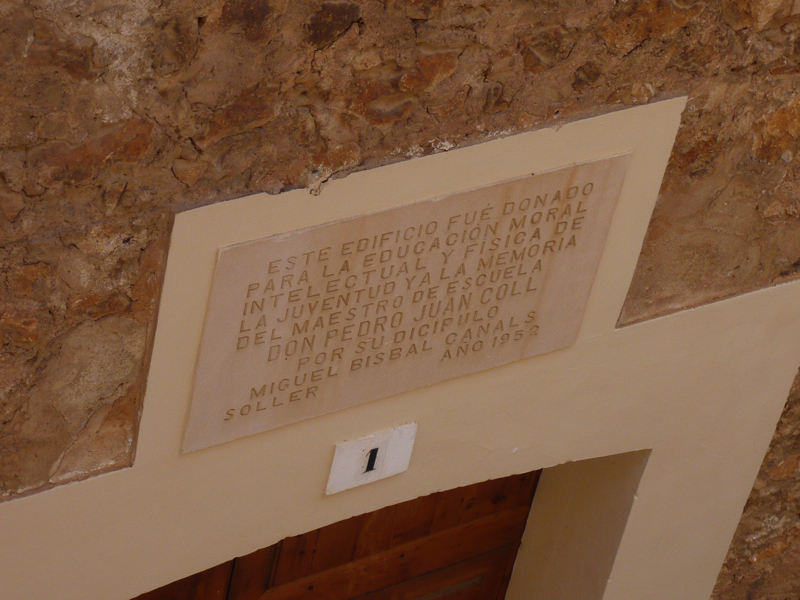 ESTE EDIFICIO FUÉ DONADO
PARA LA EDUCACIÓN MORAL
INTELECTUAL Y FÍSICA DE
LA JUVENTUD YA LA MEMORIA
DEL MAESTRO DE ESCUELA
DON PEDRO JUAN COLL
POR SU DICIPULO
MIGUEL BISBAL CANALS
SOLLER AÑO 1952
1